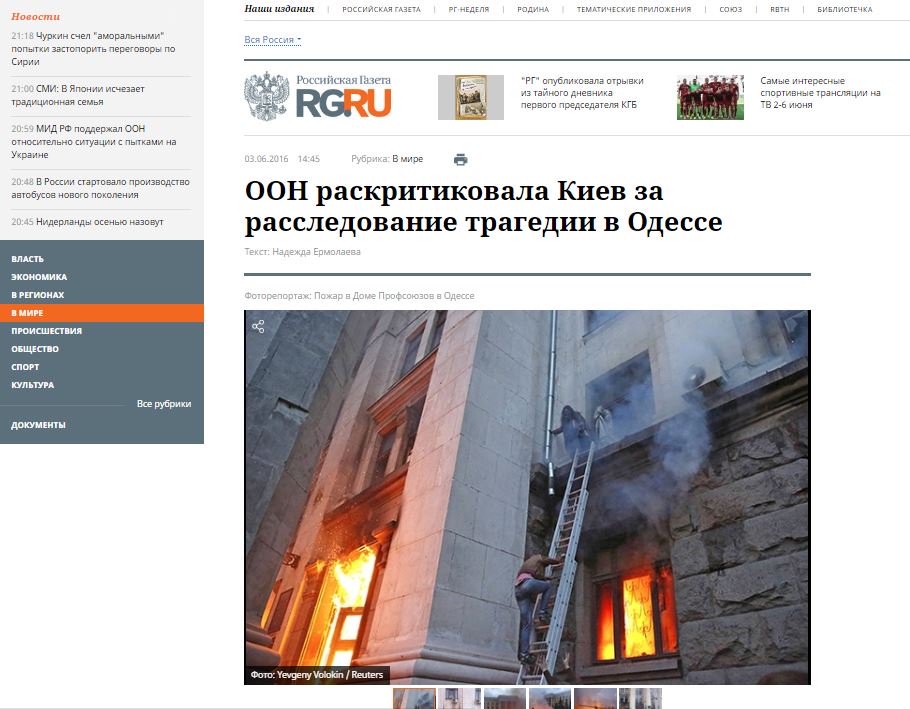 Новости
21:18 Чуркин счел "аморальными"
попытки застопорить переговоры по
Сирии
21:00 СМИ: В Японии исчезает
традиционная семья
20:59 МИД РФ поддержал ООН
относительно ситуации с пытками на
Украине
20:48 В России стартовало производство
автобусов нового поколения
20:45 Нидерланды осенью назовут
ВЛАСТЬ
ЭКОНОМИКА
В РЕГИОНАХ
В МИРЕ
ПРОИСШЕСТВИЯ
ОБЩЕСТВО
СПОРТ
КУЛЬТУРА
Все рубрики
ДОКУМЕНТЫ
Наши издания | РОССИЙСКАЯ ГАЗЕТА | РГ-НЕДЕЛЯ | РОДИНА | ТЕМАТИЧЕСКИЕ ПРИЛОЖЕНИЯ | СОЮЗ | RBTH | БИБЛИОТЕЧКА
Вся Россия
Российская Газета
RG.RU
"РГ" опубликовала отрывки
из тайного дневника
первого председателя КГБ
Самые интересные
спортивные трансляции на
ТВ 2-6 июня
03.06.2016 14:45 Рубрика: В мире
ООН раскритиковала Киев за
расследование трагедии в Одессе
Текст: Надежда Ермолаева
Фоторепортаж: Пожар в Доме Профсоюзов в Одессе
Фото: Yevgeny Volokin / Reuters